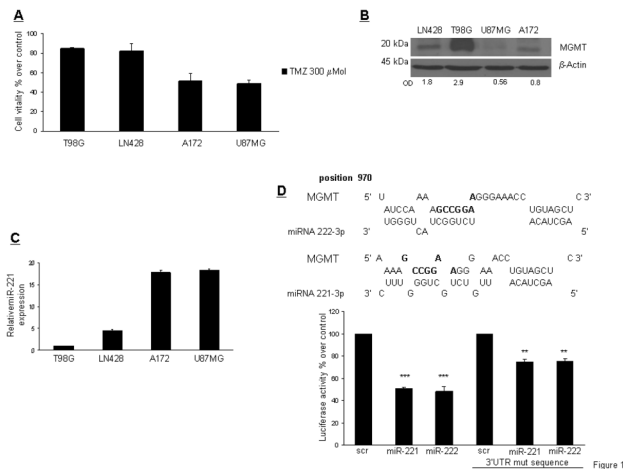 A
Cell vitality % over control
100
80
60
40
20
0
T98G LN428 A172 U87MG
TMZ 300 µMol
B
LN428 T98G U87MG A172
20 kDa MGMT
45 kDa β-Actin
OD 1.8 2.9 0.56 0.8
C
RelativemiR-221
expression
20
15
10
5
0
T98G LN428 A172 U87MG
D
position 970
MGMT 5' U AA AGGGAAACC C 3'
AUCCA AGCCGGA UGUAGCU
UGGGU UCGGUCU ACAUCGA
miRNA 222-3p 3' CA 5'
MGMT 5' A G A G ACC C 3'
AAA CCGG AGG AA UGUAGCU
UUU GGUC UCU UU ACAUCGA
miRNA 221-3p 3' C G G G 5'
Luciferase activity % over control
120
100
80
60
40
20
0
*** *** ** **
scr miR-221 miR-222 scr miR-221 miR-222
3'UTR mut sequence
Figure 1